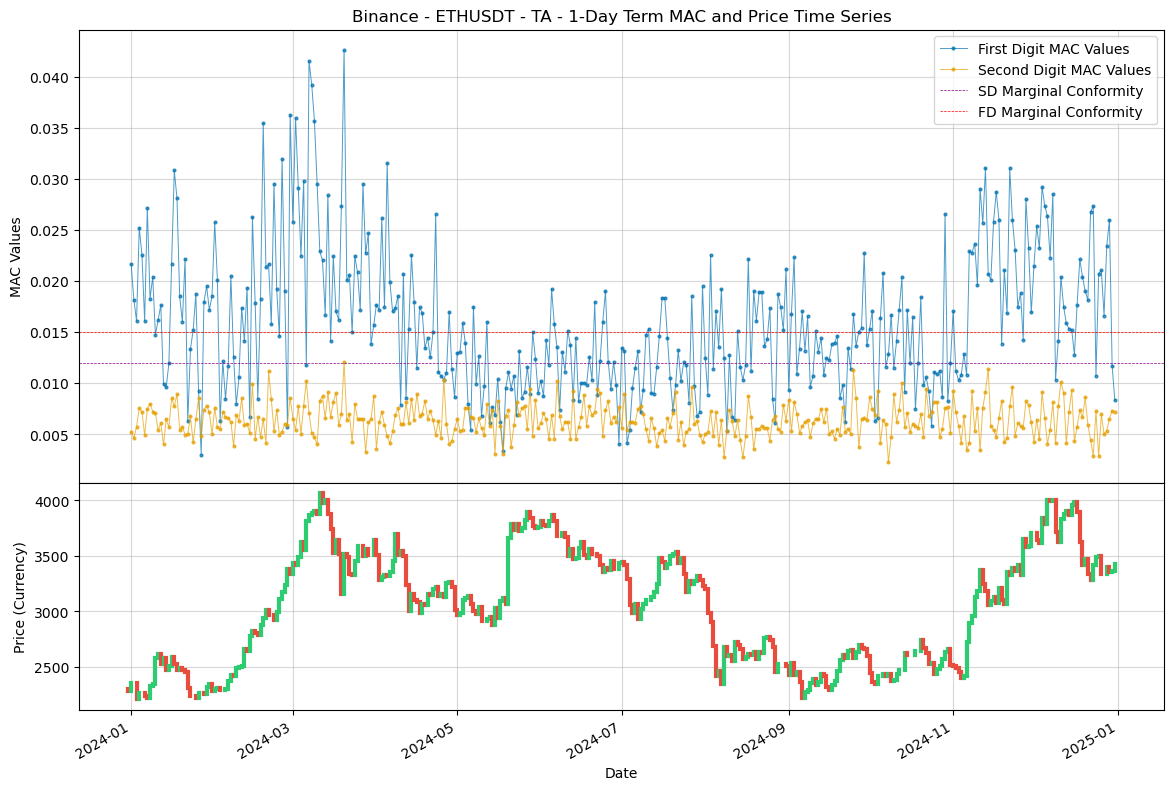 Binance - ETHUSDT - TA - 1-Day Term MAC and Price Time Series
First Digit MAC Values
Second Digit MAC Values
SD Marginal Conformity
FD Marginal Conformity
MAC Values
0.040
0.035
0.030
0.025
0.020
0.015
0.010
0.005
Price (Currency)
4000
3500
3000
2500
2024-01
2024-03
2024-05
2024-07
2024-09
2024-11
2025-01
Date